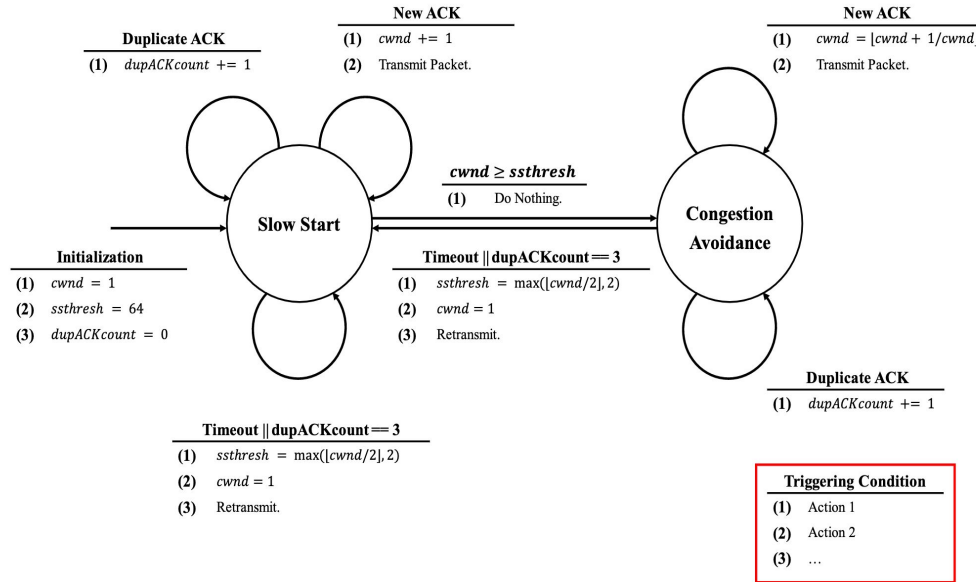 New ACK
(1) cwnd += 1
(2) Transmit Packet.
Duplicate ACK
(1) dupACKcount += 1
New ACK
(1) cwnd = ⌊cwnd + 1/cwnd⌋
(2) Transmit Packet.
cwnd ≥ ssthresh
(1) Do Nothing.
Slow Start
Congestion
Avoidance
Initialization
(1) cwnd = 1
(2) ssthresh = 64
(3) dupACKcount = 0
Timeout || dupACKcount == 3
(1) ssthresh = max(⌊cwnd/2⌋, 2)
(2) cwnd = 1
(3) Retransmit.
Duplicate ACK
(1) dupACKcount += 1
Timeout || dupACKcount == 3
(1) ssthresh = max(⌊cwnd/2⌋, 2)
(2) cwnd = 1
(3) Retransmit.
Triggering Condition
(1) Action 1
(2) Action 2
(3) ...